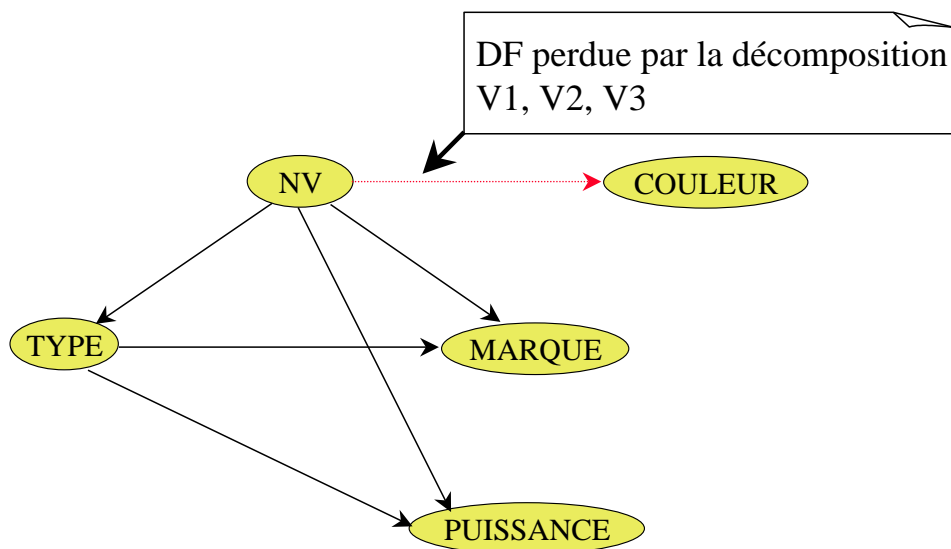 DF perdue par la décomposition
V1, V2, V3
NV
COULEUR
TYPE
MARQUE
PUISSANCE